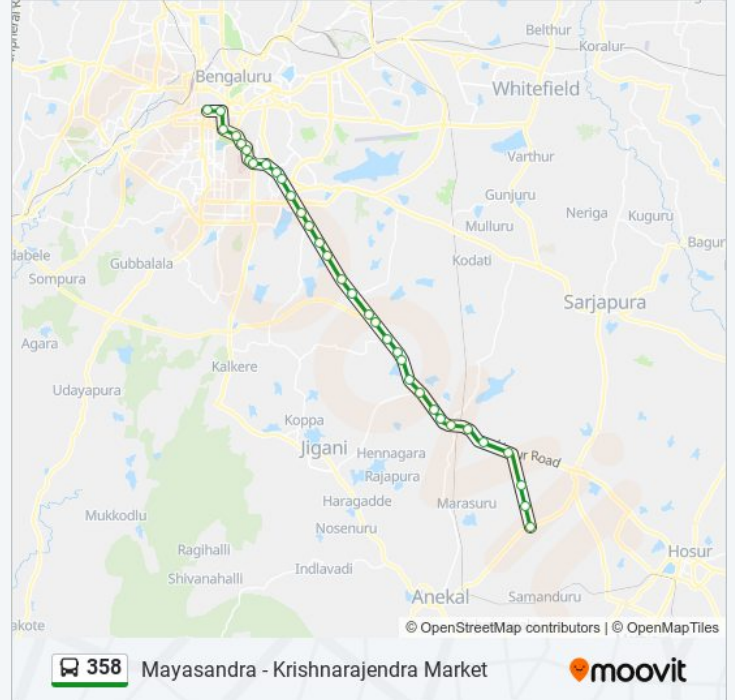 Belthur
Koralur
Bengaluru
Whitefield
Varthur
Gunjuru
Neriga
Kuguru
Mulluru
Bagur
dabele
Gubbalala
Kodati
Sompura
Sarjapura
Agara
Kalkere
Udayapura
Koppa
Jigani
Hennagara
ur Road
Rajapura
Haragadde
Marasuru
Mukkodlu
Nosenuru
Ragihalli
Hosur
Indlavadi
Shivanahalli
Anekal
Samanduru
akote
© OpenStreetMap contributors | © OpenMapTiles
358 Mayasandra - Krishnarajendra Market
moovit